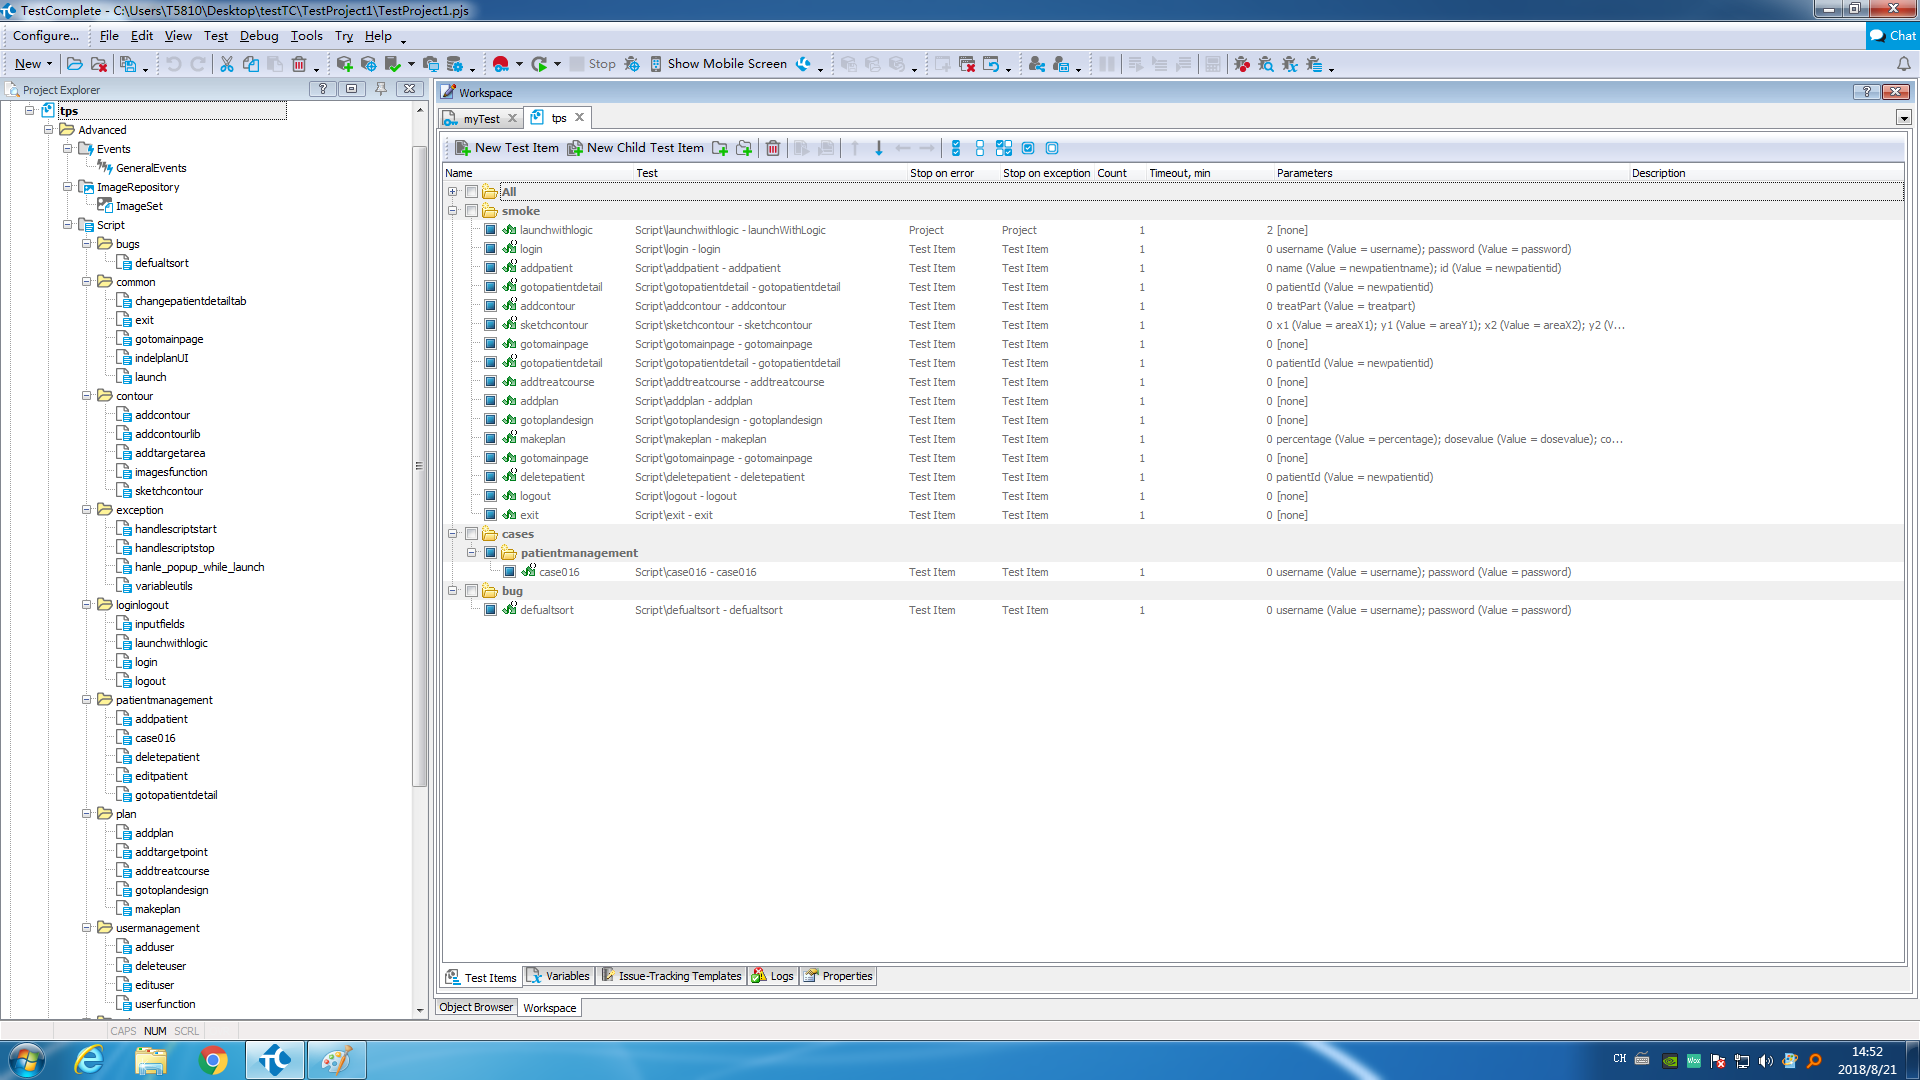 TestComplete - C:\Users\T5810\Desktop\testTC\TestProject1\TestProject1.pjs
Configure... File Edit View Test Debug Tools Try Help
Chat
New Stop Show Mobile Screen
Project Explorer
tps
Advanced
Events
GeneralEvents
ImageRepository
ImageSet
Script
bugs
defualtsort
common
changepatientdetailtab
exit
gotomainpage
indelplanUI
launch
contour
addcontour
addcontourlib
addtargetarea
imagesfunction
sketchcontour
exception
handlescriptstart
handlescriptstop
hanle_popup_while_launch
variableutils
loginlogout
inputfields
launchwithlogic
login
logout
patientmanagement
addpatient
case016
deletepatient
editpatient
gotopatientdetail
plan
addplan
addtargetpoint
addtreatcourse
gotoplandesign
makeplan
usermanagement
adduser
deleteuser
edituser
userfunction
Workspace
myTest tps
New Test Item New Child Test Item
Name Test Stop on error Stop on exception Count Timeout, min Parameters Description
All
smoke
launchwithlogic Script\launchwithlogic - launchWithLogic Project Project 1 2 [none]
login Script\login - login Test Item Test Item 1 0 username (Value = username); password (Value = password)
addpatient Script\addpatient - addpatient Test Item Test Item 1 0 name (Value = newpatientname); id (Value = newpatientid)
gotopatientdetail Script\gotopatientdetail - gotopatientdetail Test Item Test Item 1 0 patientId (Value = newpatientid)
addcontour Script\addcontour - addcontour Test Item Test Item 1 0 treatPart (Value = treatpart)
sketchcontour Script\sketchcontour - sketchcontour Test Item Test Item 1 0 x1 (Value = areaX1); y1 (Value = areaY1); x2 (Value = areaX2); y2 (V...
gotomainpage Script\gotomainpage - gotomainpage Test Item Test Item 1 0 [none]
gotopatientdetail Script\gotopatientdetail - gotopatientdetail Test Item Test Item 1 0 patientId (Value = newpatientid)
addtreatcourse Script\addtreatcourse - addtreatcourse Test Item Test Item 1 0 [none]
addplan Script\addplan - addplan Test Item Test Item 1 0 [none]
gotoplandesign Script\gotoplandesign - gotoplandesign Test Item Test Item 1 0 [none]
makeplan Script\makeplan - makeplan Test Item Test Item 1 0 percentage (Value = percentage); dosevalue (Value = dosevalue); co...
gotomainpage Script\gotomainpage - gotomainpage Test Item Test Item 1 0 [none]
deletepatient Script\deletepatient - deletepatient Test Item Test Item 1 0 patientId (Value = newpatientid)
logout Script\logout - logout Test Item Test Item 1 0 [none]
exit Script\exit - exit Test Item Test Item 1 0 [none]
cases
patientmanagement
case016 Script\case016 - case016 Test Item Test Item 1 0 username (Value = username); password (Value = password)
bug
defualtsort Script\defualtsort - defualtsort Test Item Test Item 1 0 username (Value = username); password (Value = password)
Test Items Variables Issue-Tracking Templates Logs Properties
Object Browser Workspace
CAPS NUM SCRL
CH
14:52
2018/8/21